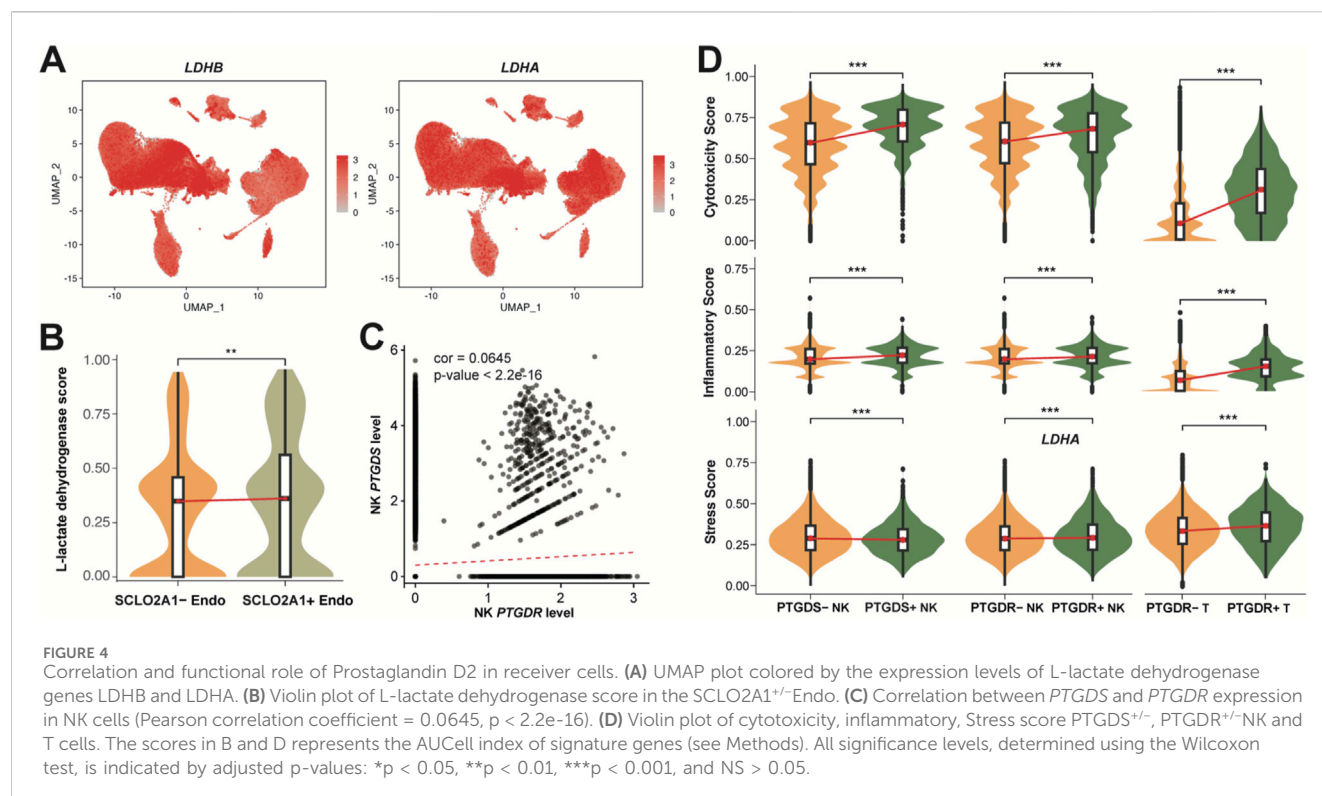 A
LDHB
LDHA
10
5
0
-5
-10
-15
UMAP_2
-10
0
10
UMAP_1
3
2
1
0
10
5
0
-5
-10
-15
UMAP_2
-10
0
10
UMAP_1
3
2
1
0
B
**
1.00
0.75
0.50
0.25
0.00
L-lactate dehydrogenase score
SCLO2A1− Endo
SCLO2A1+ Endo
C
cor = 0.0645
p-value < 2.2e-16
6
4
2
0
NK PTGDS level
0
1
2
3
NK PTGDR level
D
***
***
***
1.00
0.75
0.50
0.25
0.00
Cytotoxicity Score
***
***
***
0.75
0.50
0.25
0.00
Inflammatory Score
***
***
***
LDHA
1.00
0.75
0.50
0.25
0.00
Stress Score
PTGDS− NK
PTGDS+ NK
PTGDR− NK
PTGDR+ NK
PTGDR− T
PTGDR+ T
FIGURE 4
Correlation and functional role of Prostaglandin D2 in receiver cells. (A) UMAP plot colored by the expression levels of L-lactate dehydrogenase
genes LDHB and LDHA. (B) Violin plot of L-lactate dehydrogenase score in the SCLO2A1+/−Endo. (C) Correlation between PTGDS and PTGDR expression
in NK cells (Pearson correlation coefficient = 0.0645, p < 2.2e-16). (D) Violin plot of cytotoxicity, inflammatory, Stress score PTGDS+/−, PTGDR+/−NK and
T cells. The scores in B and D represents the AUCell index of signature genes (see Methods). All significance levels, determined using the Wilcoxon
test, is indicated by adjusted p-values: *p < 0.05, **p < 0.01, ***p < 0.001, and NS > 0.05.